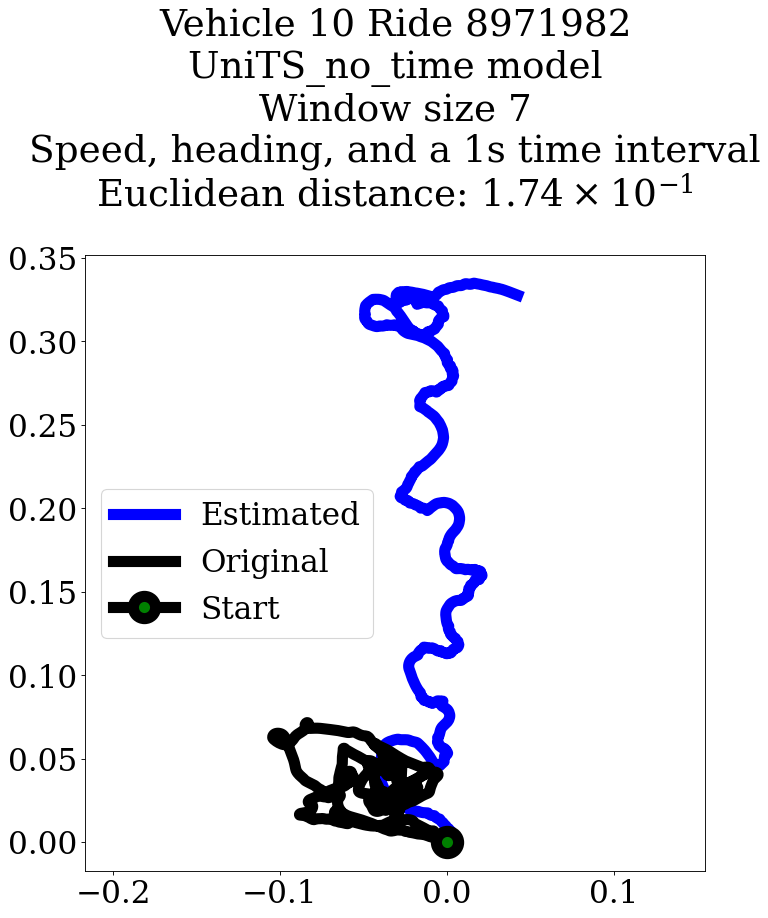 Vehicle 10 Ride 8971982
UniTS_no_time model
Window size 7
Speed, heading, and a 1s time interval
Euclidean distance: 1.74 × 10⁻¹
0.35
0.30
0.25
0.20
0.15
0.10
0.05
0.00
Estimated
Original
Start
−0.2 −0.1 0.0 0.1